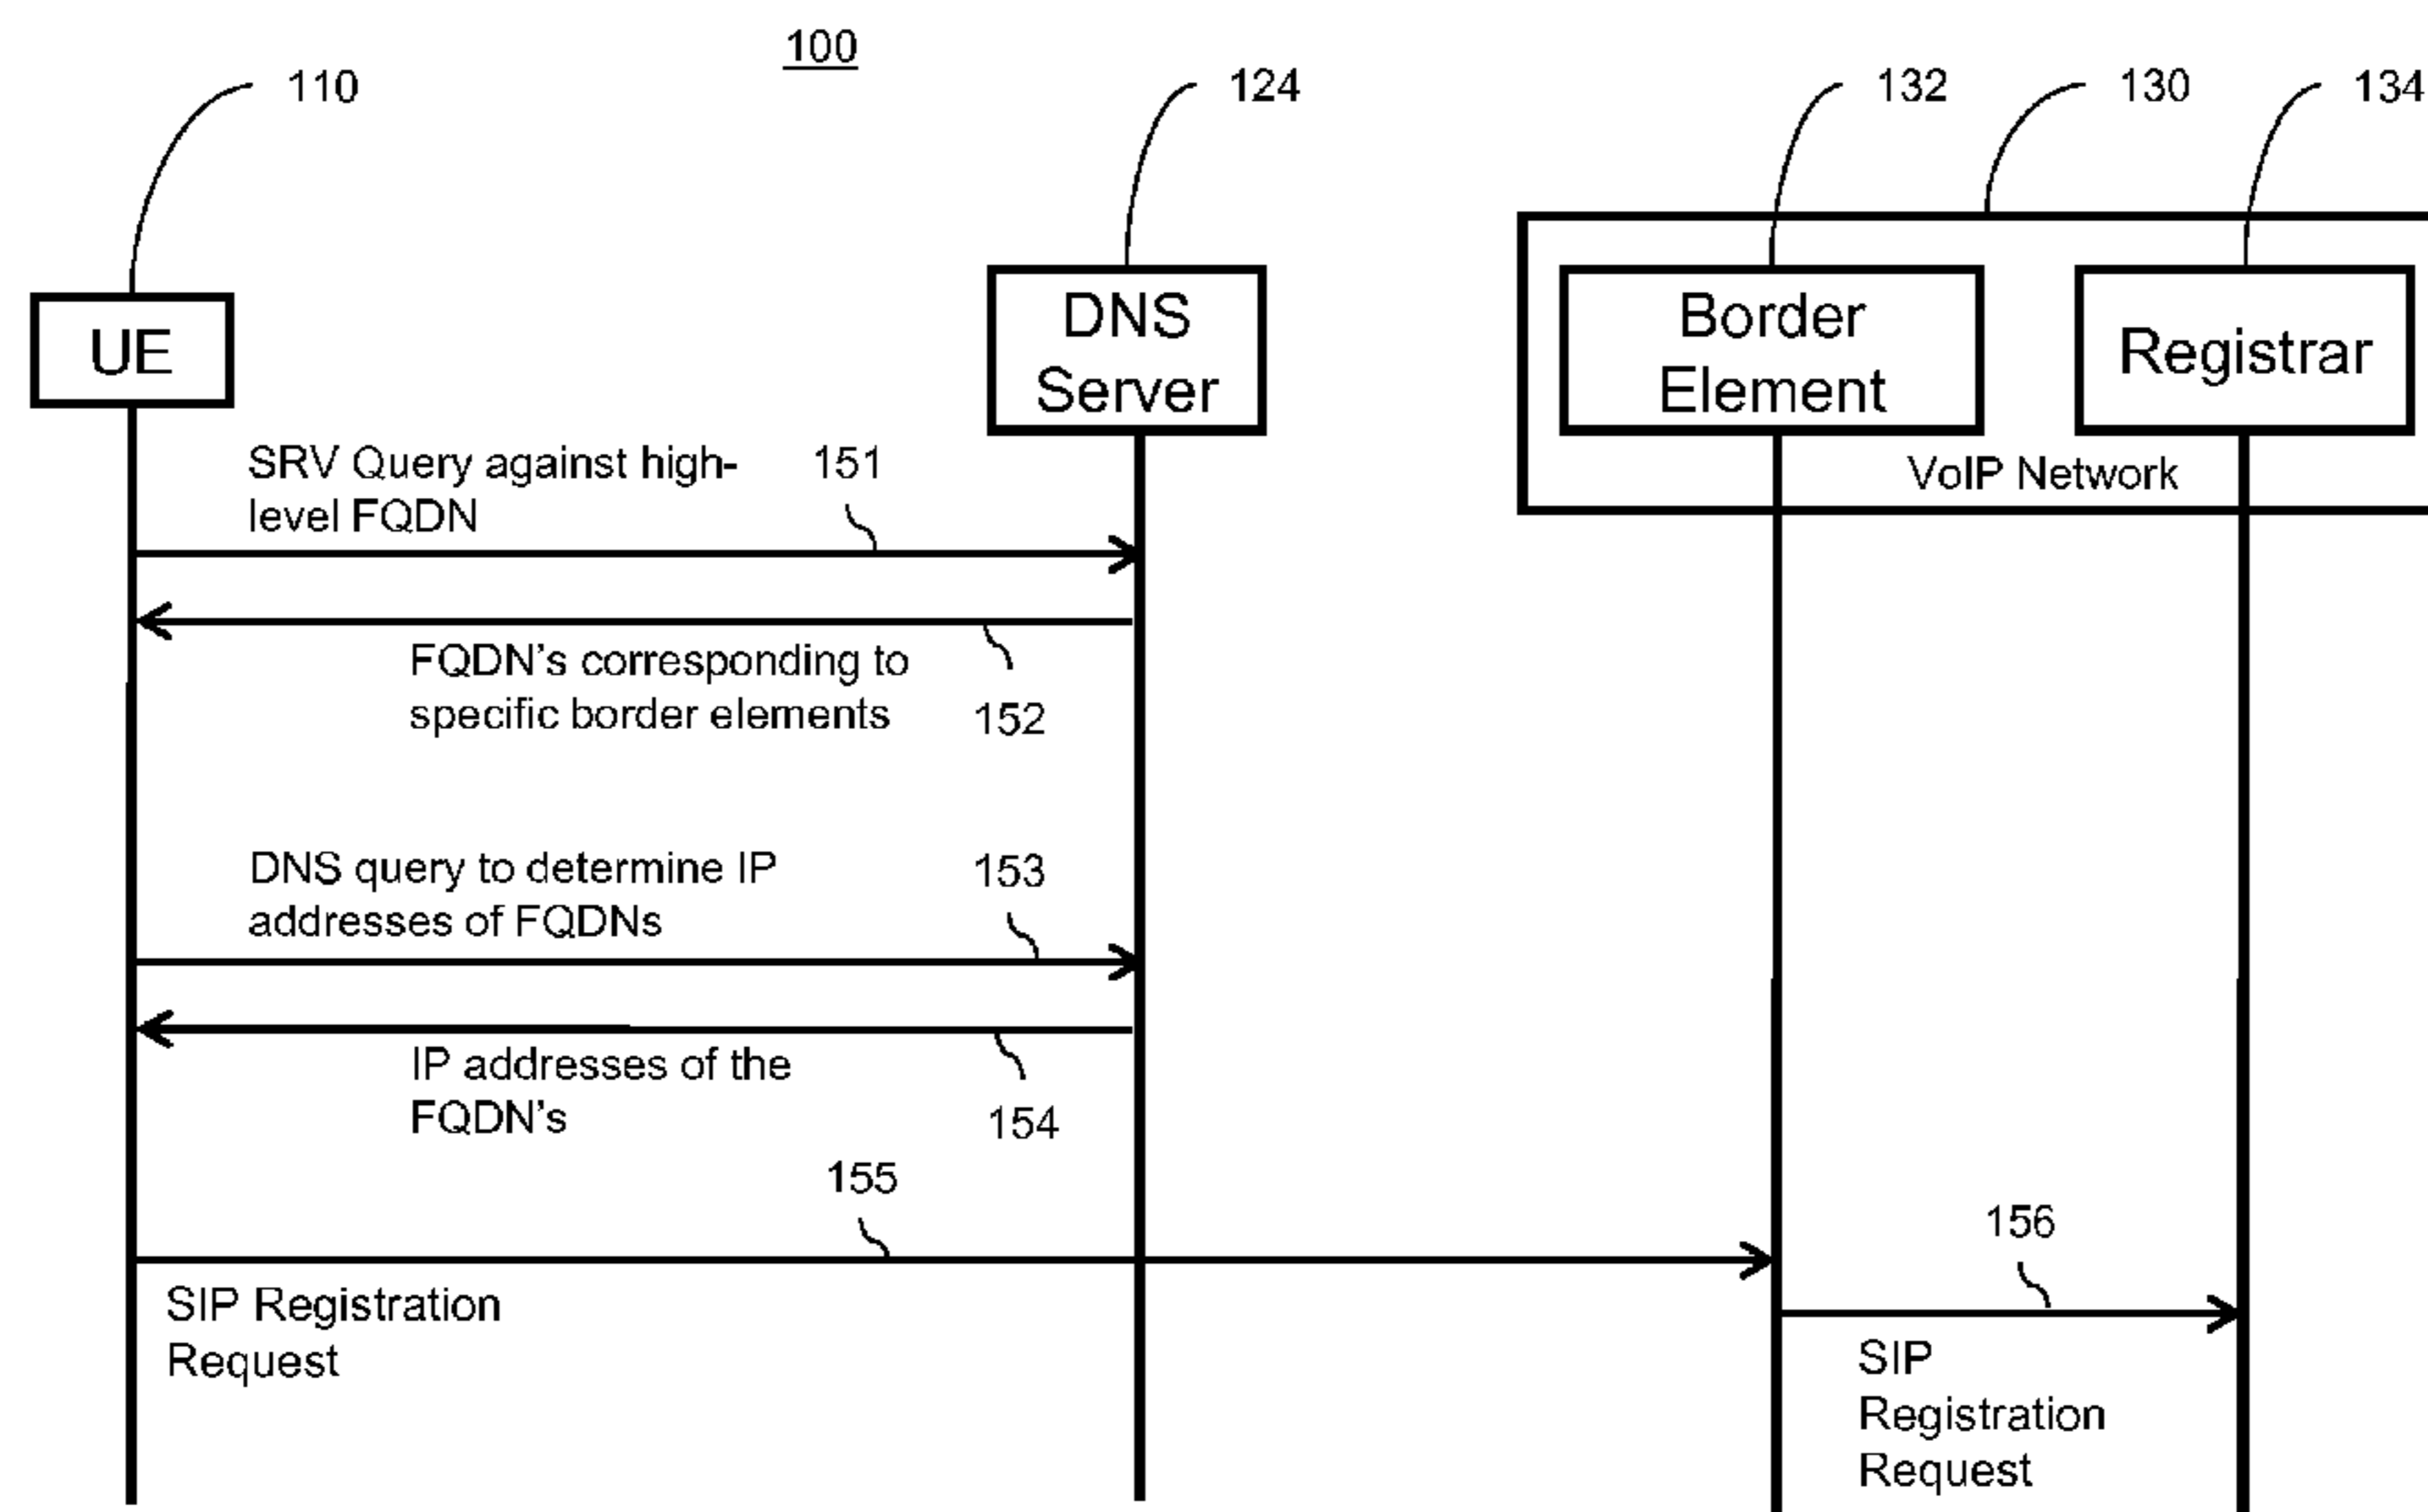 100
110
124
132
130
134
UE
DNS
Server
Border
Element
Registrar
VoIP Network
SRV Query against high-
level FQDN
151
FQDN's corresponding to
specific border elements
152
DNS query to determine IP
addresses of FQDNs
153
IP addresses of the
FQDN's
154
155
SIP Registration
Request
156
SIP
Registration
Request